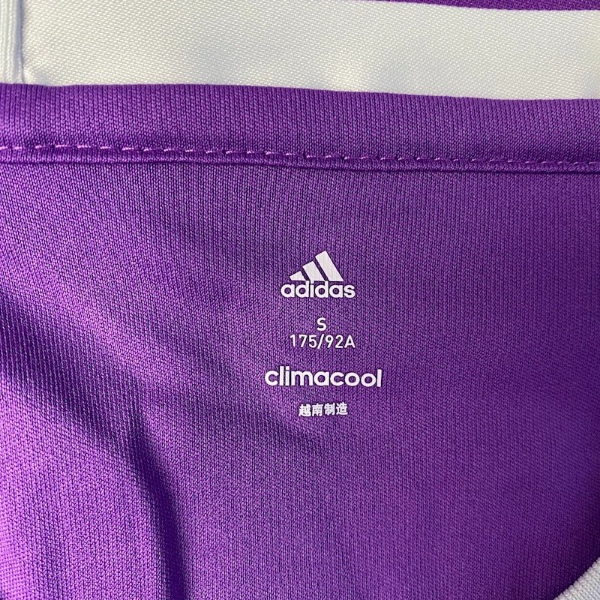 adidas
S
175/92A
climacool
越南制造